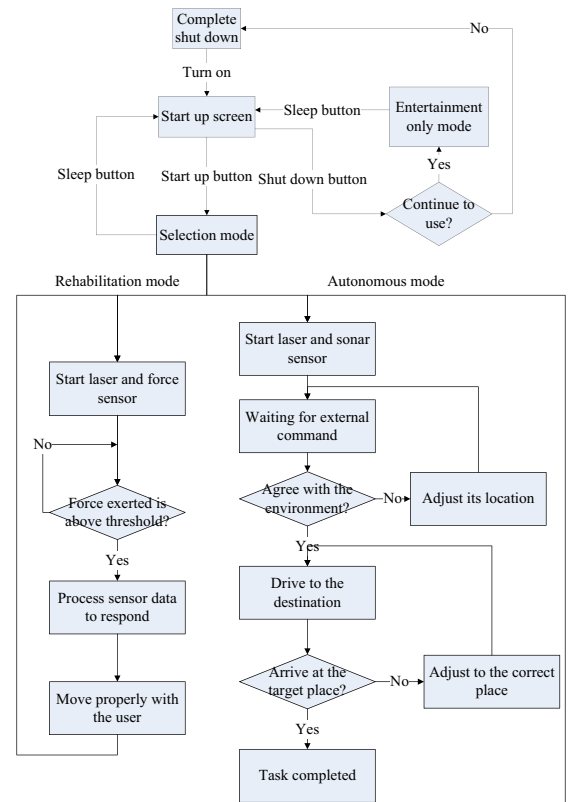 Complete
shut down
No
Turn on
Start up screen
Sleep button
Entertainment
only mode
Sleep button
Start up button
Shut down button
Yes
Continue to
use?
Selection mode
Rehabilitation mode
Autonomous mode
Start laser and force
sensor
No
Force exerted is
above threshold?
Yes
Process sensor data
to respond
Move properly with
the user
Start laser and sonar
sensor
Waiting for external
command
Agree with the
environment?
No
Adjust its location
Yes
Drive to the
destination
Arrive at the
target place?
No
Adjust to the correct
place
Yes
Task completed